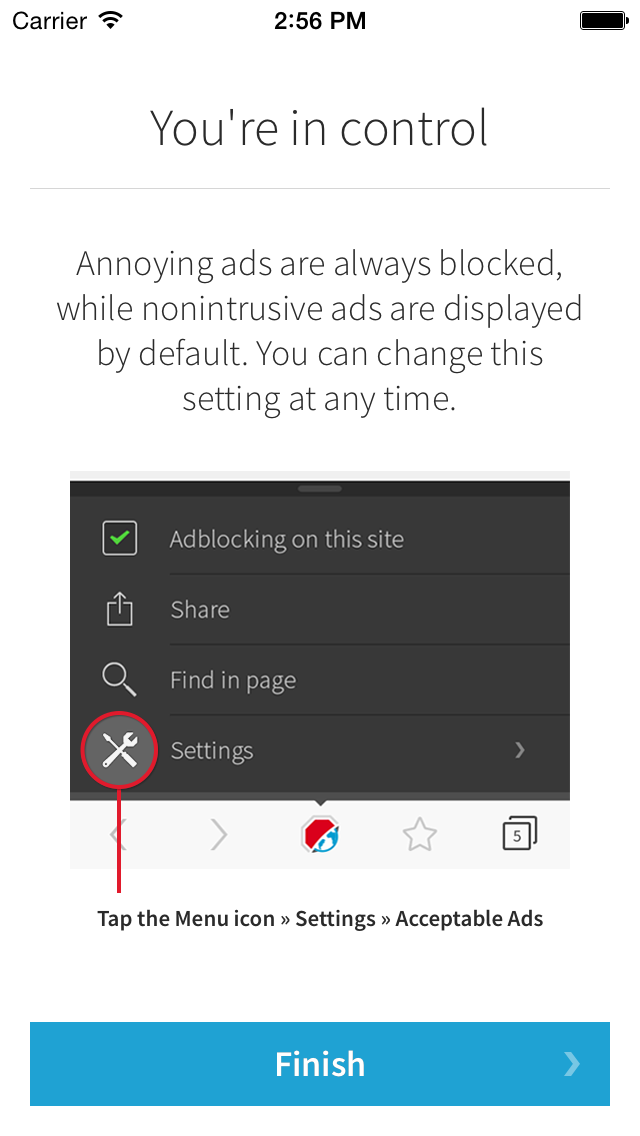 Carrier 2:56 PM
You're in control
Annoying ads are always blocked,
while nonintrusive ads are displayed
by default. You can change this
setting at any time.
Adblocking on this site
Share
Find in page
Settings
5
Tap the Menu icon » Settings » Acceptable Ads
Finish